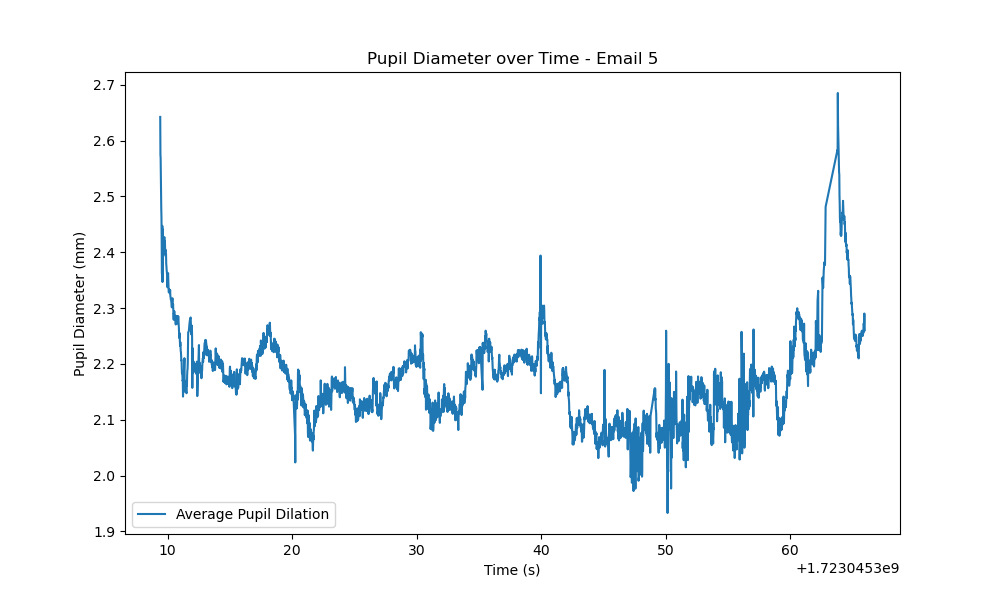 Pupil Diameter over Time - Email 5
2.7
2.6
2.5
2.4
2.3
2.2
2.1
2.0
1.9
Pupil Diameter (mm)
Average Pupil Dilation
10 20 30 40 50 60
Time (s)
+1.7230453e9